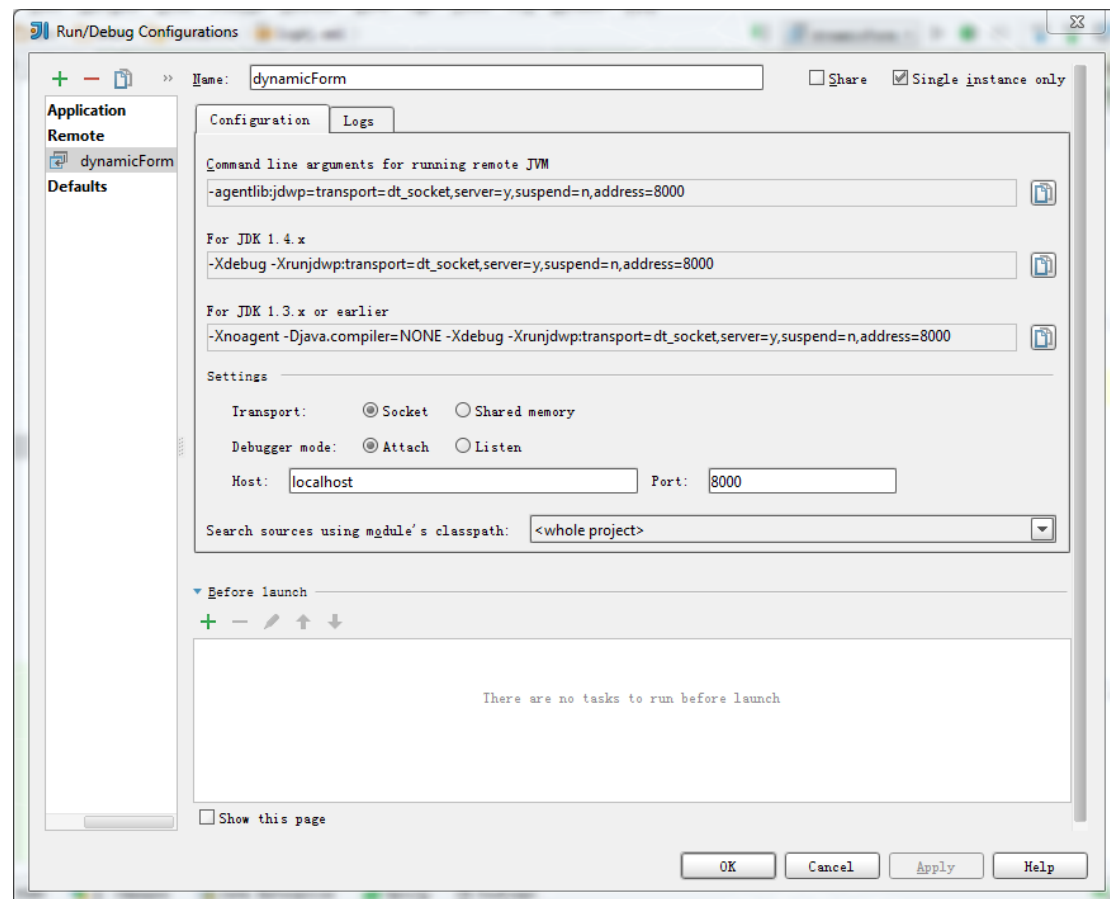 Run/Debug Configurations
Name: dynamicForm
Share
Single instance only
Application
Remote
dynamicForm
Defaults
Configuration
Logs
Command line arguments for running remote JVM
-agentlib:jdwp=transport=dt_socket,server=y,suspend=n,address=8000
For JDK 1.4.x
-Xdebug -Xrunjdwp:transport=dt_socket,server=y,suspend=n,address=8000
For JDK 1.3.x or earlier
-Xnoagent -Djava.compiler=NONE -Xdebug -Xrunjdwp:transport=dt_socket,server=y,suspend=n,address=8000
Settings
Transport: Socket Shared memory
Debugger mode: Attach Listen
Host: localhost Port: 8000
Search sources using module's classpath: <whole project>
Before launch
There are no tasks to run before launch
Show this page
OK Cancel Apply Help